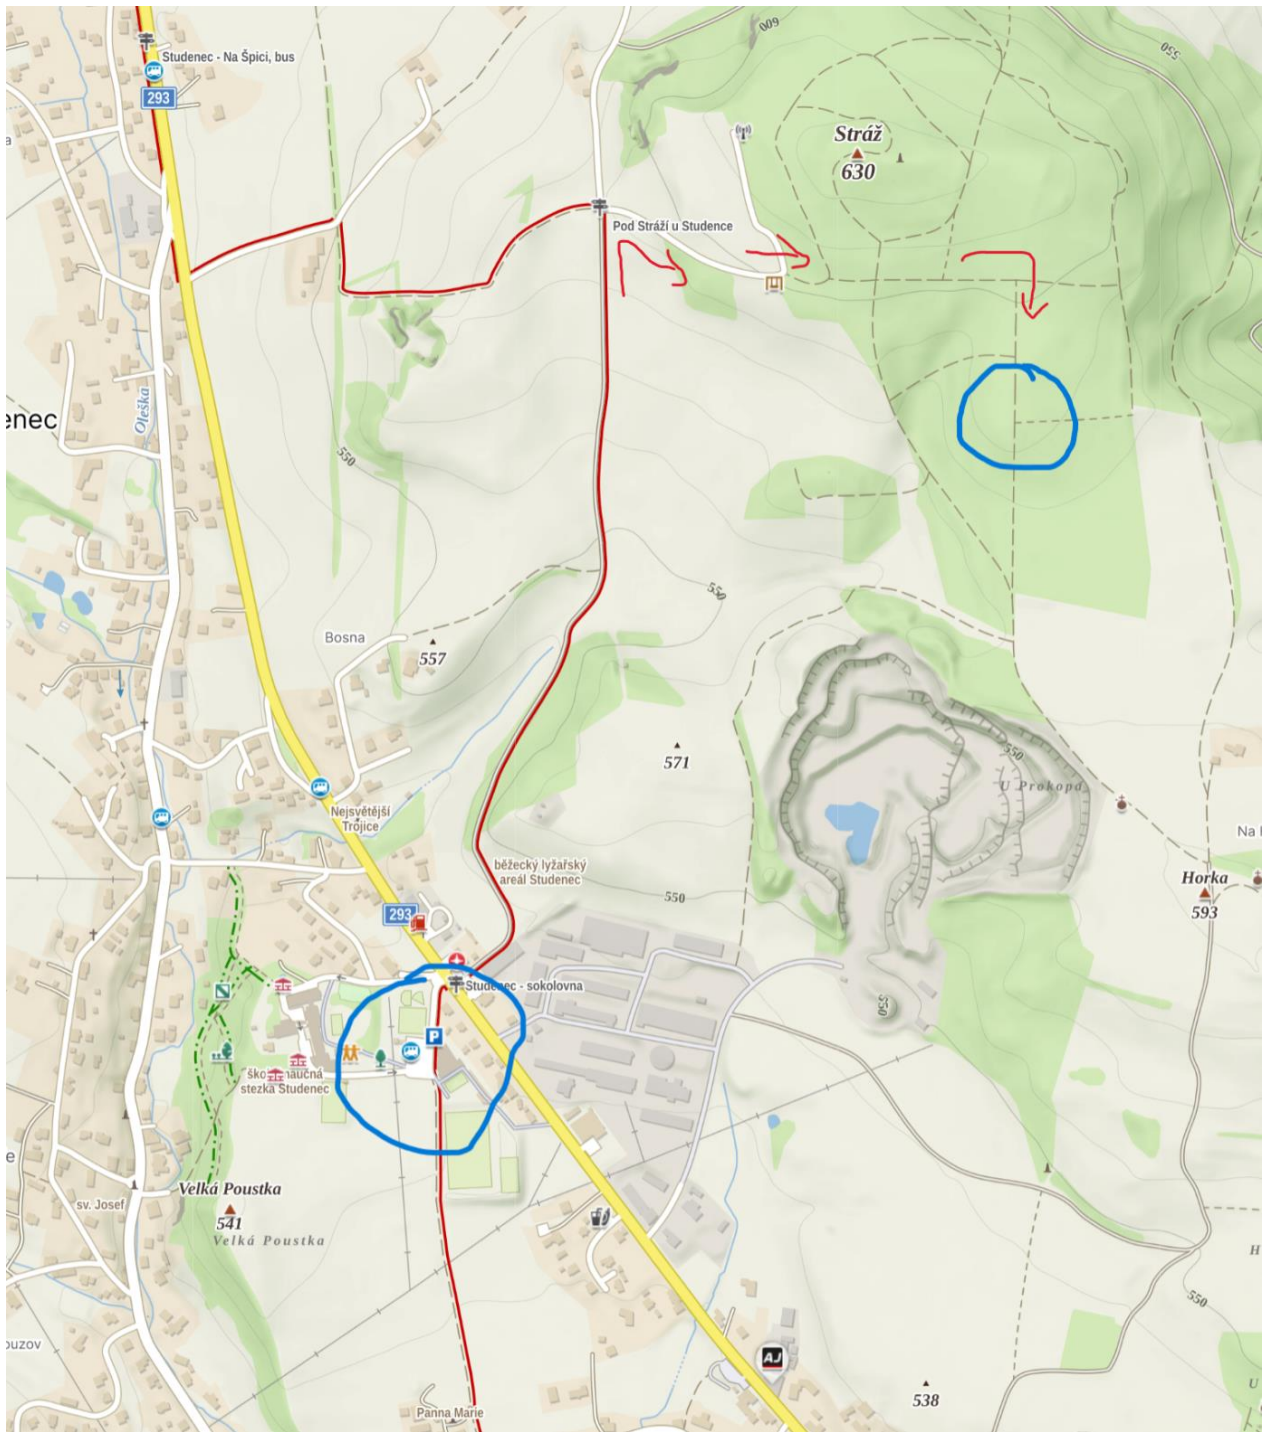 600
550
Studenec - Na Špici, bus
293
Stráž
630
Pod Stráží u Studence
Oleška
enec
550
550
Bosna
557
571
550
U Prokopa
Nejsvětější
Trojice
běžecký lyžařský
areál Studenec
550
Na
Horka
593
293
Studenec - sokolovna
550
P
stezka Studenec
Velká Poustka
541
Velká Poustka
sv. Josef
e
H
550
ouzov
AJ
538
U
Panna Marie